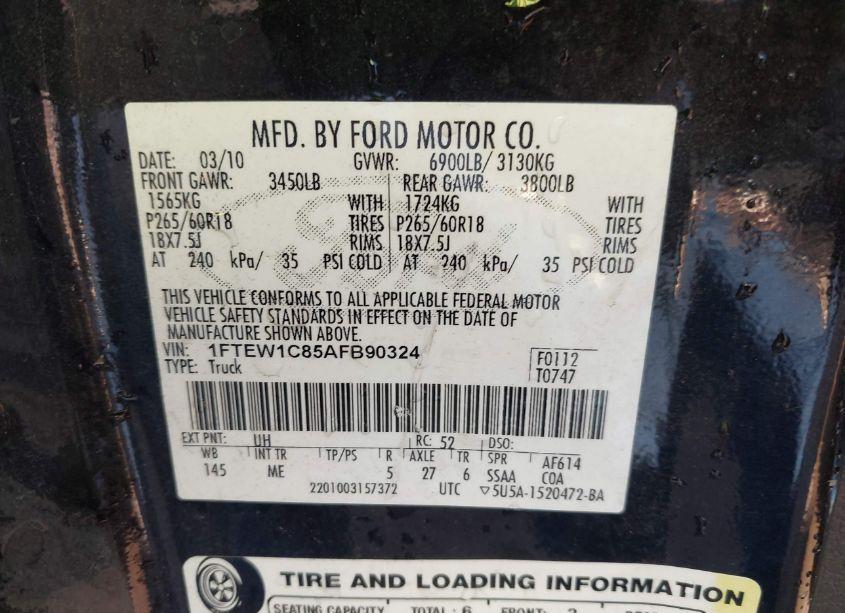 MFD. BY FORD MOTOR CO.
DATE: 03/10 GVWR: 6900LB/ 3130KG
FRONT GAWR: 3450LB REAR GAWR: 3800LB
1565KG WITH 1724KG WITH
P265/60R18 TIRES P265/60R18 TIRES
18X7.5J RIMS 18X7.5J RIMS
AT 240 kPa/ 35 PSI COLD AT 240 kPa/ 35 PSI COLD
THIS VEHICLE CONFORMS TO ALL APPLICABLE FEDERAL MOTOR
VEHICLE SAFETY STANDARDS IN EFFECT ON THE DATE OF
MANUFACTURE SHOWN ABOVE.
VIN: 1FTEW1C85AFB90324 F0112
TYPE: Truck T0747
EXT PNT: UH RC: 52 DSO:
WB INT TR TP/PS R AXLE TR SPR AF614
145 ME 5 27 6 SSAA COA
2201003157372 UTC ▽5U5A-1520472-BA
TIRE AND LOADING INFORMATION
SEATING CAPACITY TOTAL : 6 FRONT: